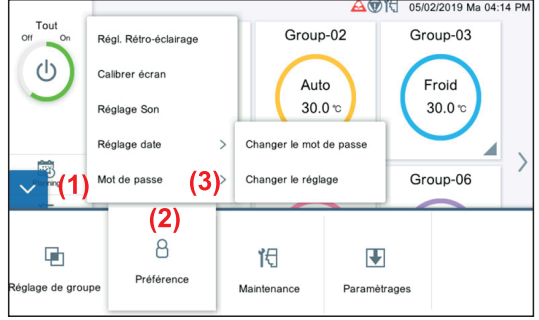 05/02/2019 Ma 04:14 PM
Tout
Off On
Régl. Rétro-éclairage
Calibrer écran
Réglage Son
Réglage date >
Mot de passe >
Group-02
Auto
30.0 °C
Group-03
Froid
30.0 °C
Changer le mot de passe
Changer le réglage
Group-06
(1)
(2)
(3)
Réglage de groupe
Préférence
Maintenance
Paramètrages